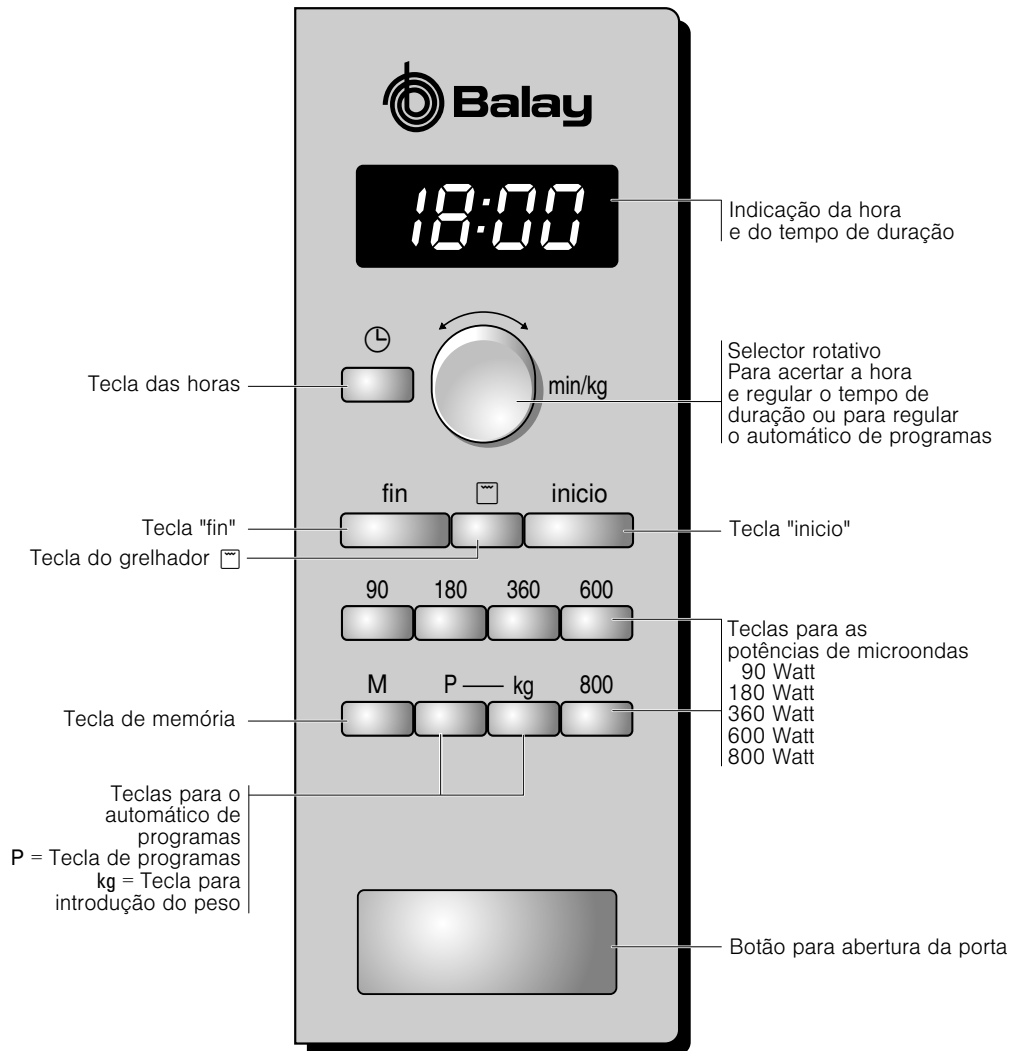 Balay
18:00
Indicação da hora
e do tempo de duração
Tecla das horas
min/kg
Selector rotativo
Para acertar a hora
e regular o tempo de
duração ou para regular
o automático de programas
fin
inicio
Tecla "fin"
Tecla "inicio"
Tecla do grelhador
90 180 360 600
Teclas para as
potências de microondas
90 Watt
180 Watt
360 Watt
600 Watt
800 Watt
M P kg 800
Tecla de memória
Teclas para o
automático de
programas
P = Tecla de programas
kg = Tecla para
introdução do peso
Botão para abertura da porta